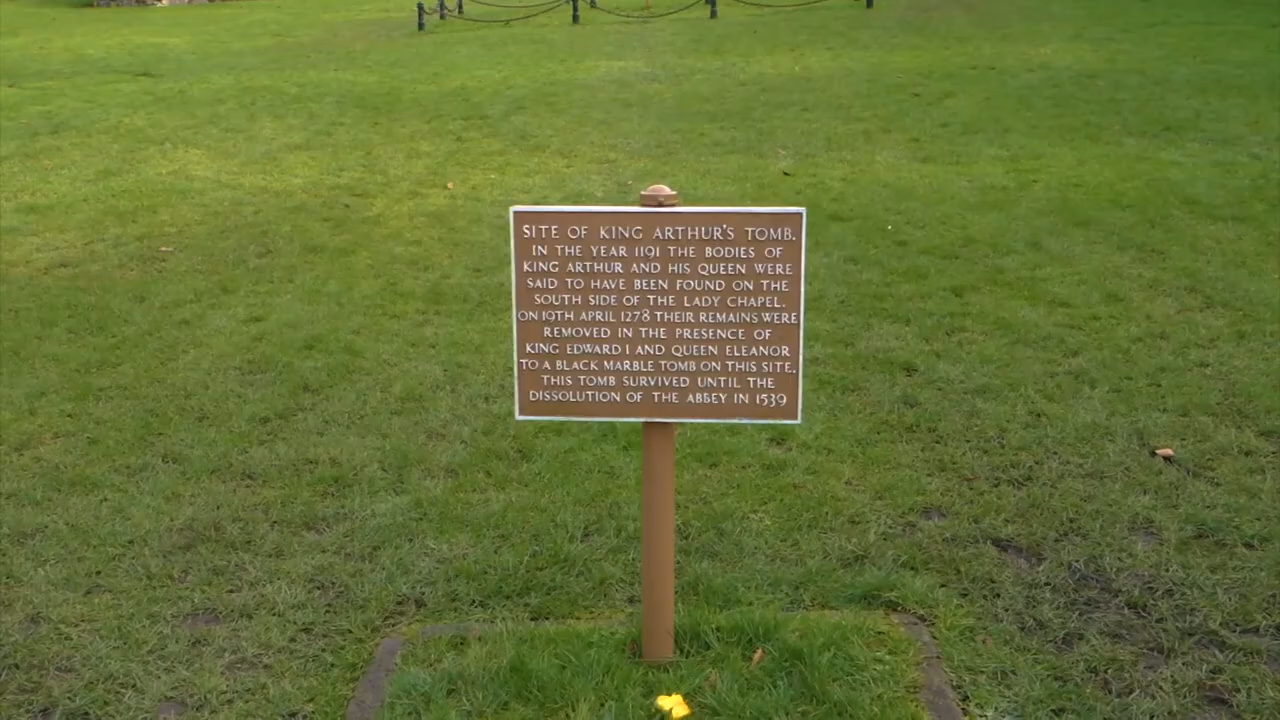 SITE OF KING ARTHUR'S TOMB.
IN THE YEAR 1191 THE BODIES OF
KING ARTHUR AND HIS QUEEN WERE
SAID TO HAVE BEEN FOUND ON THE
SOUTH SIDE OF THE LADY CHAPEL.
ON 19TH APRIL 1278 THEIR REMAINS WERE
REMOVED IN THE PRESENCE OF
KING EDWARD I AND QUEEN ELEANOR
TO A BLACK MARBLE TOMB ON THIS SITE.
THIS TOMB SURVIVED UNTIL THE
DISSOLUTION OF THE ABBEY IN 1539